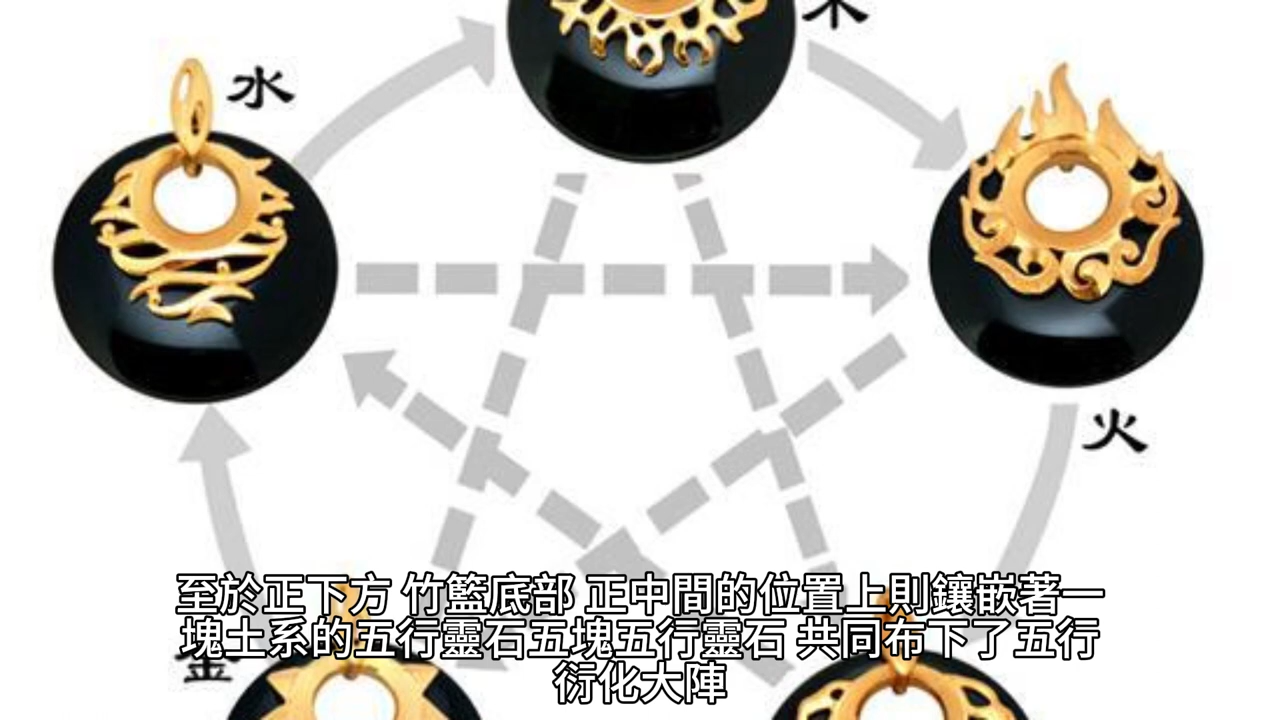 木
水
火
金
至於正下方 竹籃底部 正中間的位置上則鑲嵌著一
塊土系的五行靈石五塊五行靈石 共同布下了五行
衍化大陣